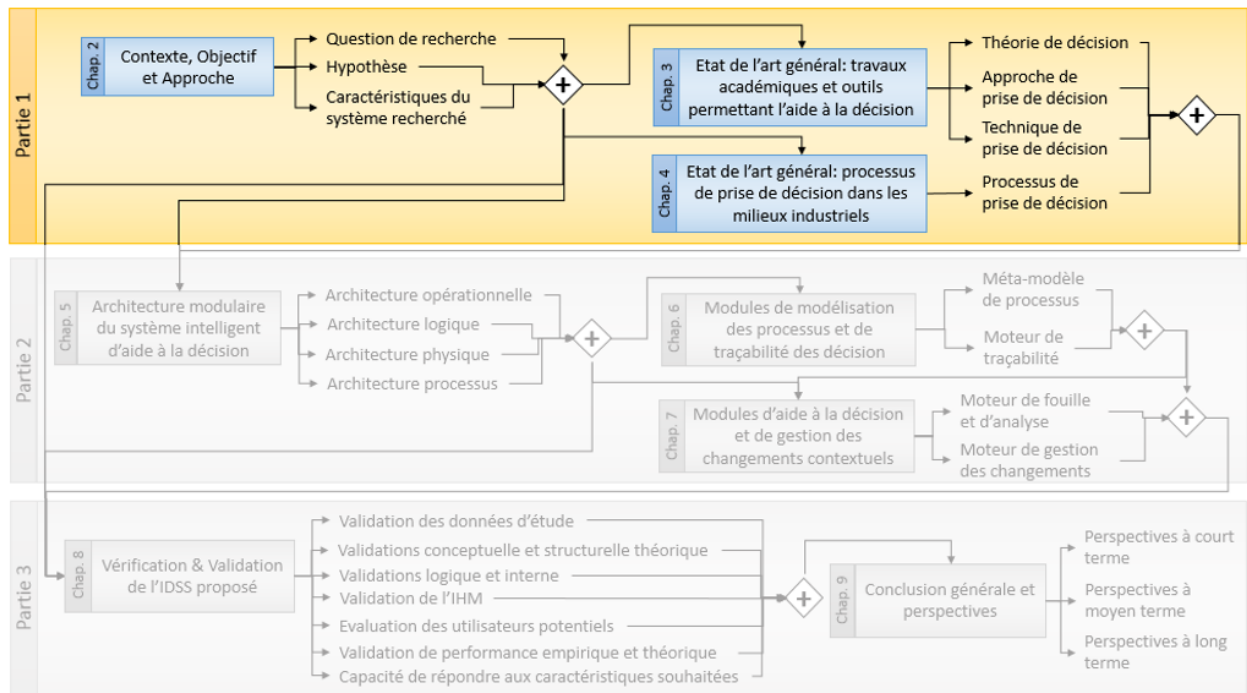 Partie 1
Chap. 2
Contexte, Objectif
et Approche
Question de recherche
Hypothèse
Caractéristiques du
système recherché
Chap. 3
Etat de l’art général: travaux
académiques et outils
permettant l’aide à la décision
Théorie de décision
Approche de
prise de décision
Technique de
prise de décision
Chap. 4
Etat de l’art général: processus
de prise de décision dans les
milieux industriels
Processus de
prise de décision
Partie 2
Chap. 5
Architecture modulaire
du système intelligent
d’aide à la décision
Architecture opérationnelle
Architecture logique
Architecture physique
Architecture processus
Chap. 6
Modules de modélisation
des processus et de
traçabilité des décision
Méta-modèle
de processus
Moteur de
traçabilité
Chap. 7
Modules d’aide à la décision
et de gestion des
changements contextuels
Moteur de fouille
et d’analyse
Moteur de gestion
des changements
Partie 3
Chap. 8
Vérification & Validation
de l’IDSS proposé
Validation des données d’étude
Validations conceptuelle et structurelle théorique
Validations logique et interne
Validation de l’IHM
Evaluation des utilisateurs potentiels
Validation de performance empirique et théorique
Capacité de répondre aux caractéristiques souhaitées
Chap. 9
Conclusion générale et
perspectives
Perspectives à court
terme
Perspectives à
moyen terme
Perspectives à long
terme